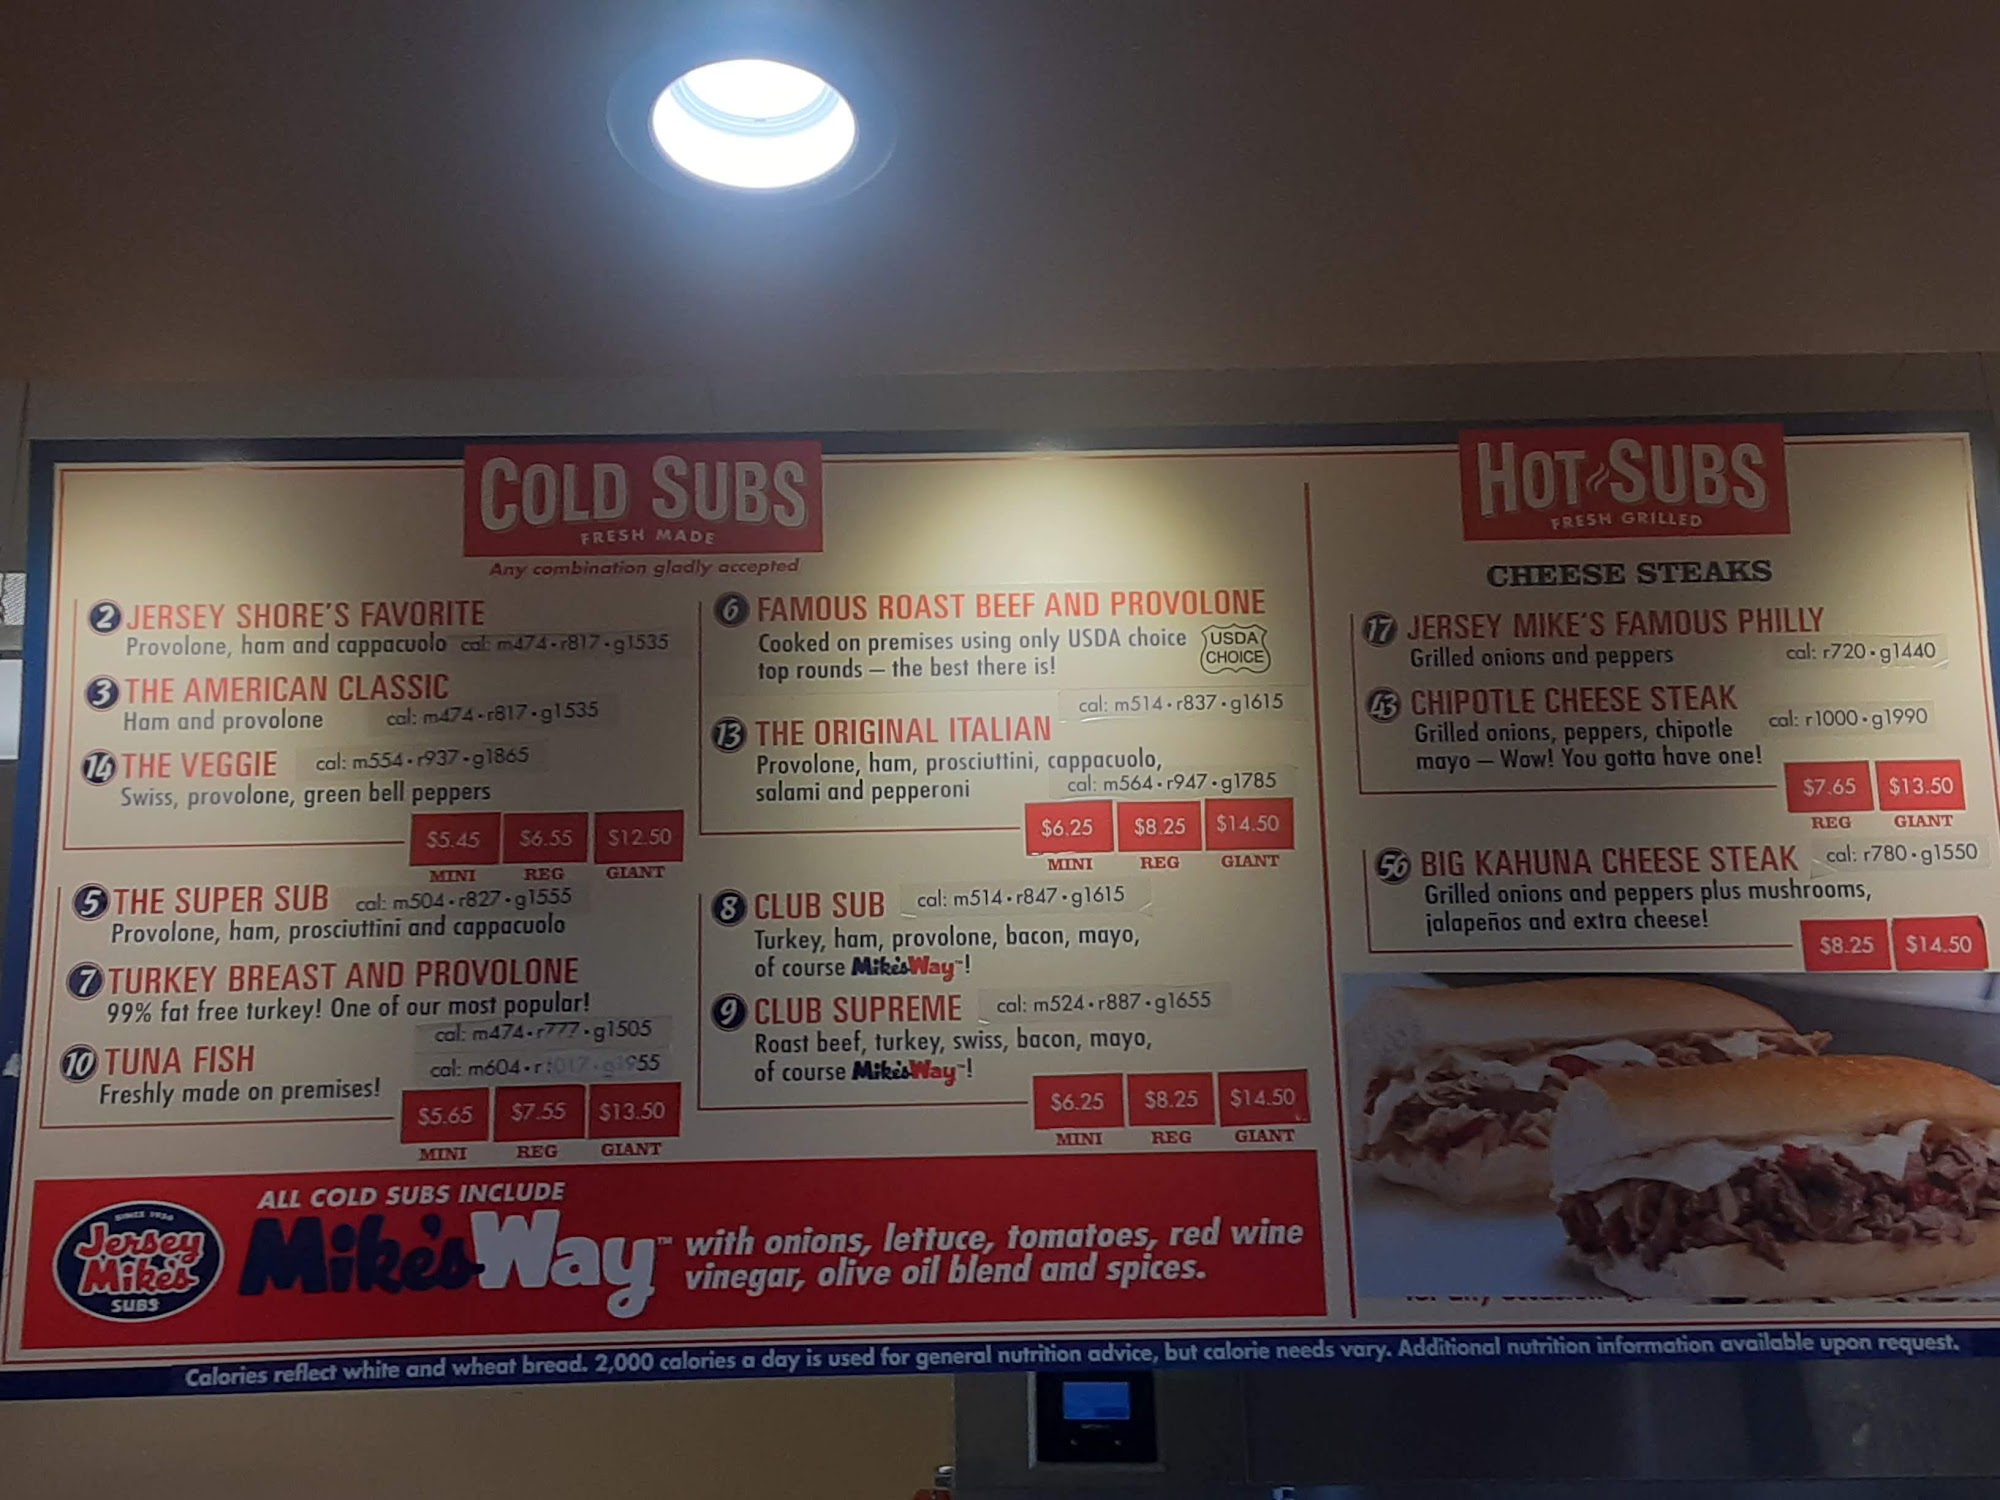 COLD SUBS
FRESH MADE
Any combination gladly accepted
2 JERSEY SHORE'S FAVORITE
Provolone, ham and cappacuolo cal: m474·r817·g1535
3 THE AMERICAN CLASSIC
Ham and provolone cal: m474·r817·g1535
14 THE VEGGIE cal: m554·r937·g1865
Swiss, provolone, green bell peppers
$5.45 $6.55 $12.50
MINI REG GIANT
5 THE SUPER SUB cal: m504·r827·g1555
Provolone, ham, prosciuttini and cappacuolo
7 TURKEY BREAST AND PROVOLONE
99% fat free turkey! One of our most popular!
cal: m474·r777·g1505
10 TUNA FISH
cal: m604·r1017·g1955
Freshly made on premises!
$5.65 $7.55 $13.50
MINI REG GIANT
6 FAMOUS ROAST BEEF AND PROVOLONE
Cooked on premises using only USDA choice
top rounds – the best there is!
USDA
CHOICE
cal: m514·r837·g1615
13 THE ORIGINAL ITALIAN
Provolone, ham, prosciuttini, cappacuolo,
salami and pepperoni cal: m564·r947·g1785
$6.25 $8.25 $14.50
MINI REG GIANT
8 CLUB SUB cal: m514·r847·g1615
Turkey, ham, provolone, bacon, mayo,
of course Mike's Way™!
9 CLUB SUPREME cal: m524·r887·g1655
Roast beef, turkey, swiss, bacon, mayo,
of course Mike's Way™!
$6.25 $8.25 $14.50
MINI REG GIANT
HOT SUBS
FRESH GRILLED
CHEESE STEAKS
17 JERSEY MIKE'S FAMOUS PHILLY
Grilled onions and peppers cal: r720·g1440
43 CHIPOTLE CHEESE STEAK
Grilled onions, peppers, chipotle cal: r1000·g1990
mayo – Wow! You gotta have one!
$7.65 $13.50
REG GIANT
56 BIG KAHUNA CHEESE STEAK cal: r780·g1550
Grilled onions and peppers plus mushrooms,
jalapeños and extra cheese!
$8.25 $14.50
SINCE 1956
Jersey
Mike's
SUBS
ALL COLD SUBS INCLUDE
Mike's Way™
with onions, lettuce, tomatoes, red wine
vinegar, olive oil blend and spices.
Calories reflect white and wheat bread. 2,000 calories a day is used for general nutrition advice, but calorie needs vary. Additional nutrition information available upon request.